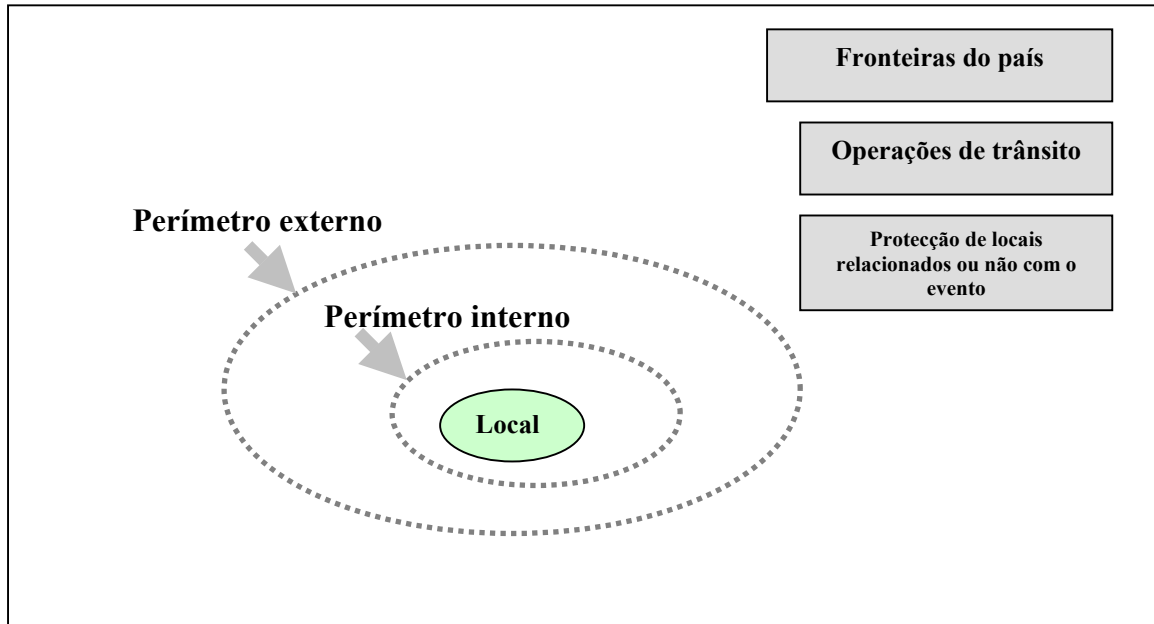 Fronteiras do país
Operações de trânsito
Protecção de locais
relacionados ou não com o
evento
Perímetro externo
Perímetro interno
Local